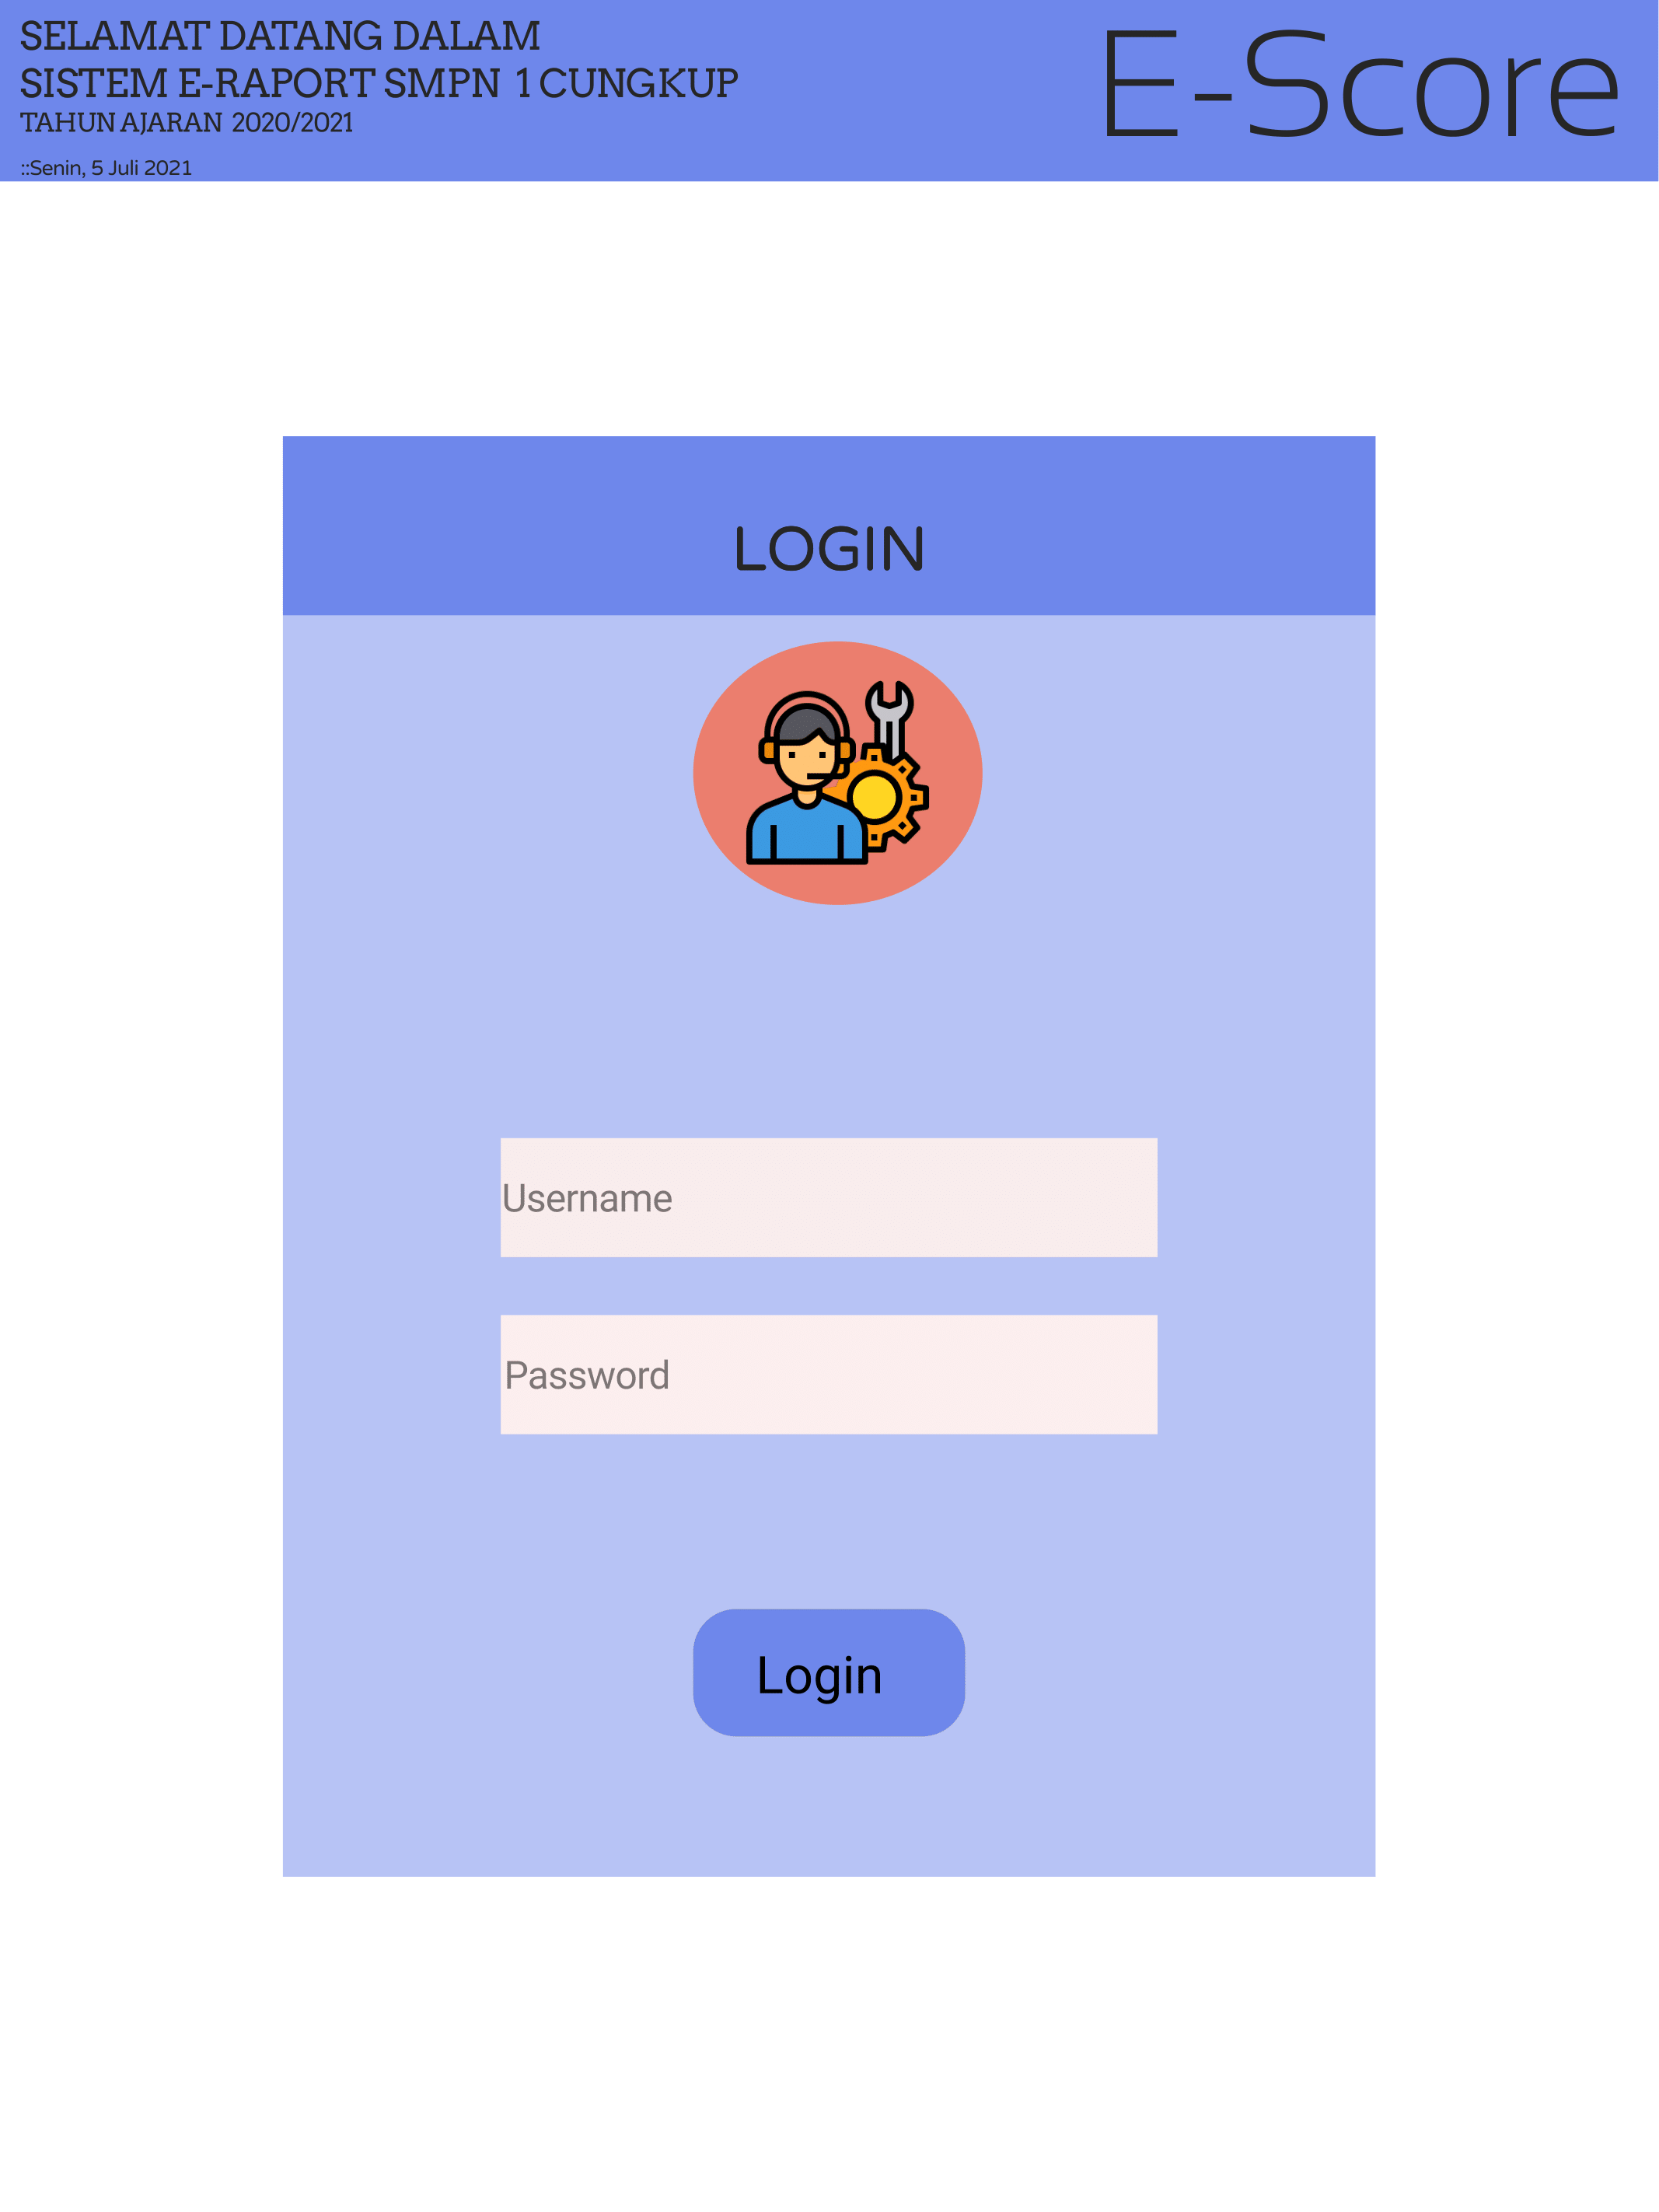 SELAMAT DATANG DALAM
SISTEM E-RAPORT SMPN 1 CUNGKUP
TAHUN AJARAN 2020/2021
::Senin, 5 Juli 2021
E-Score
LOGIN
Username
Password
Login